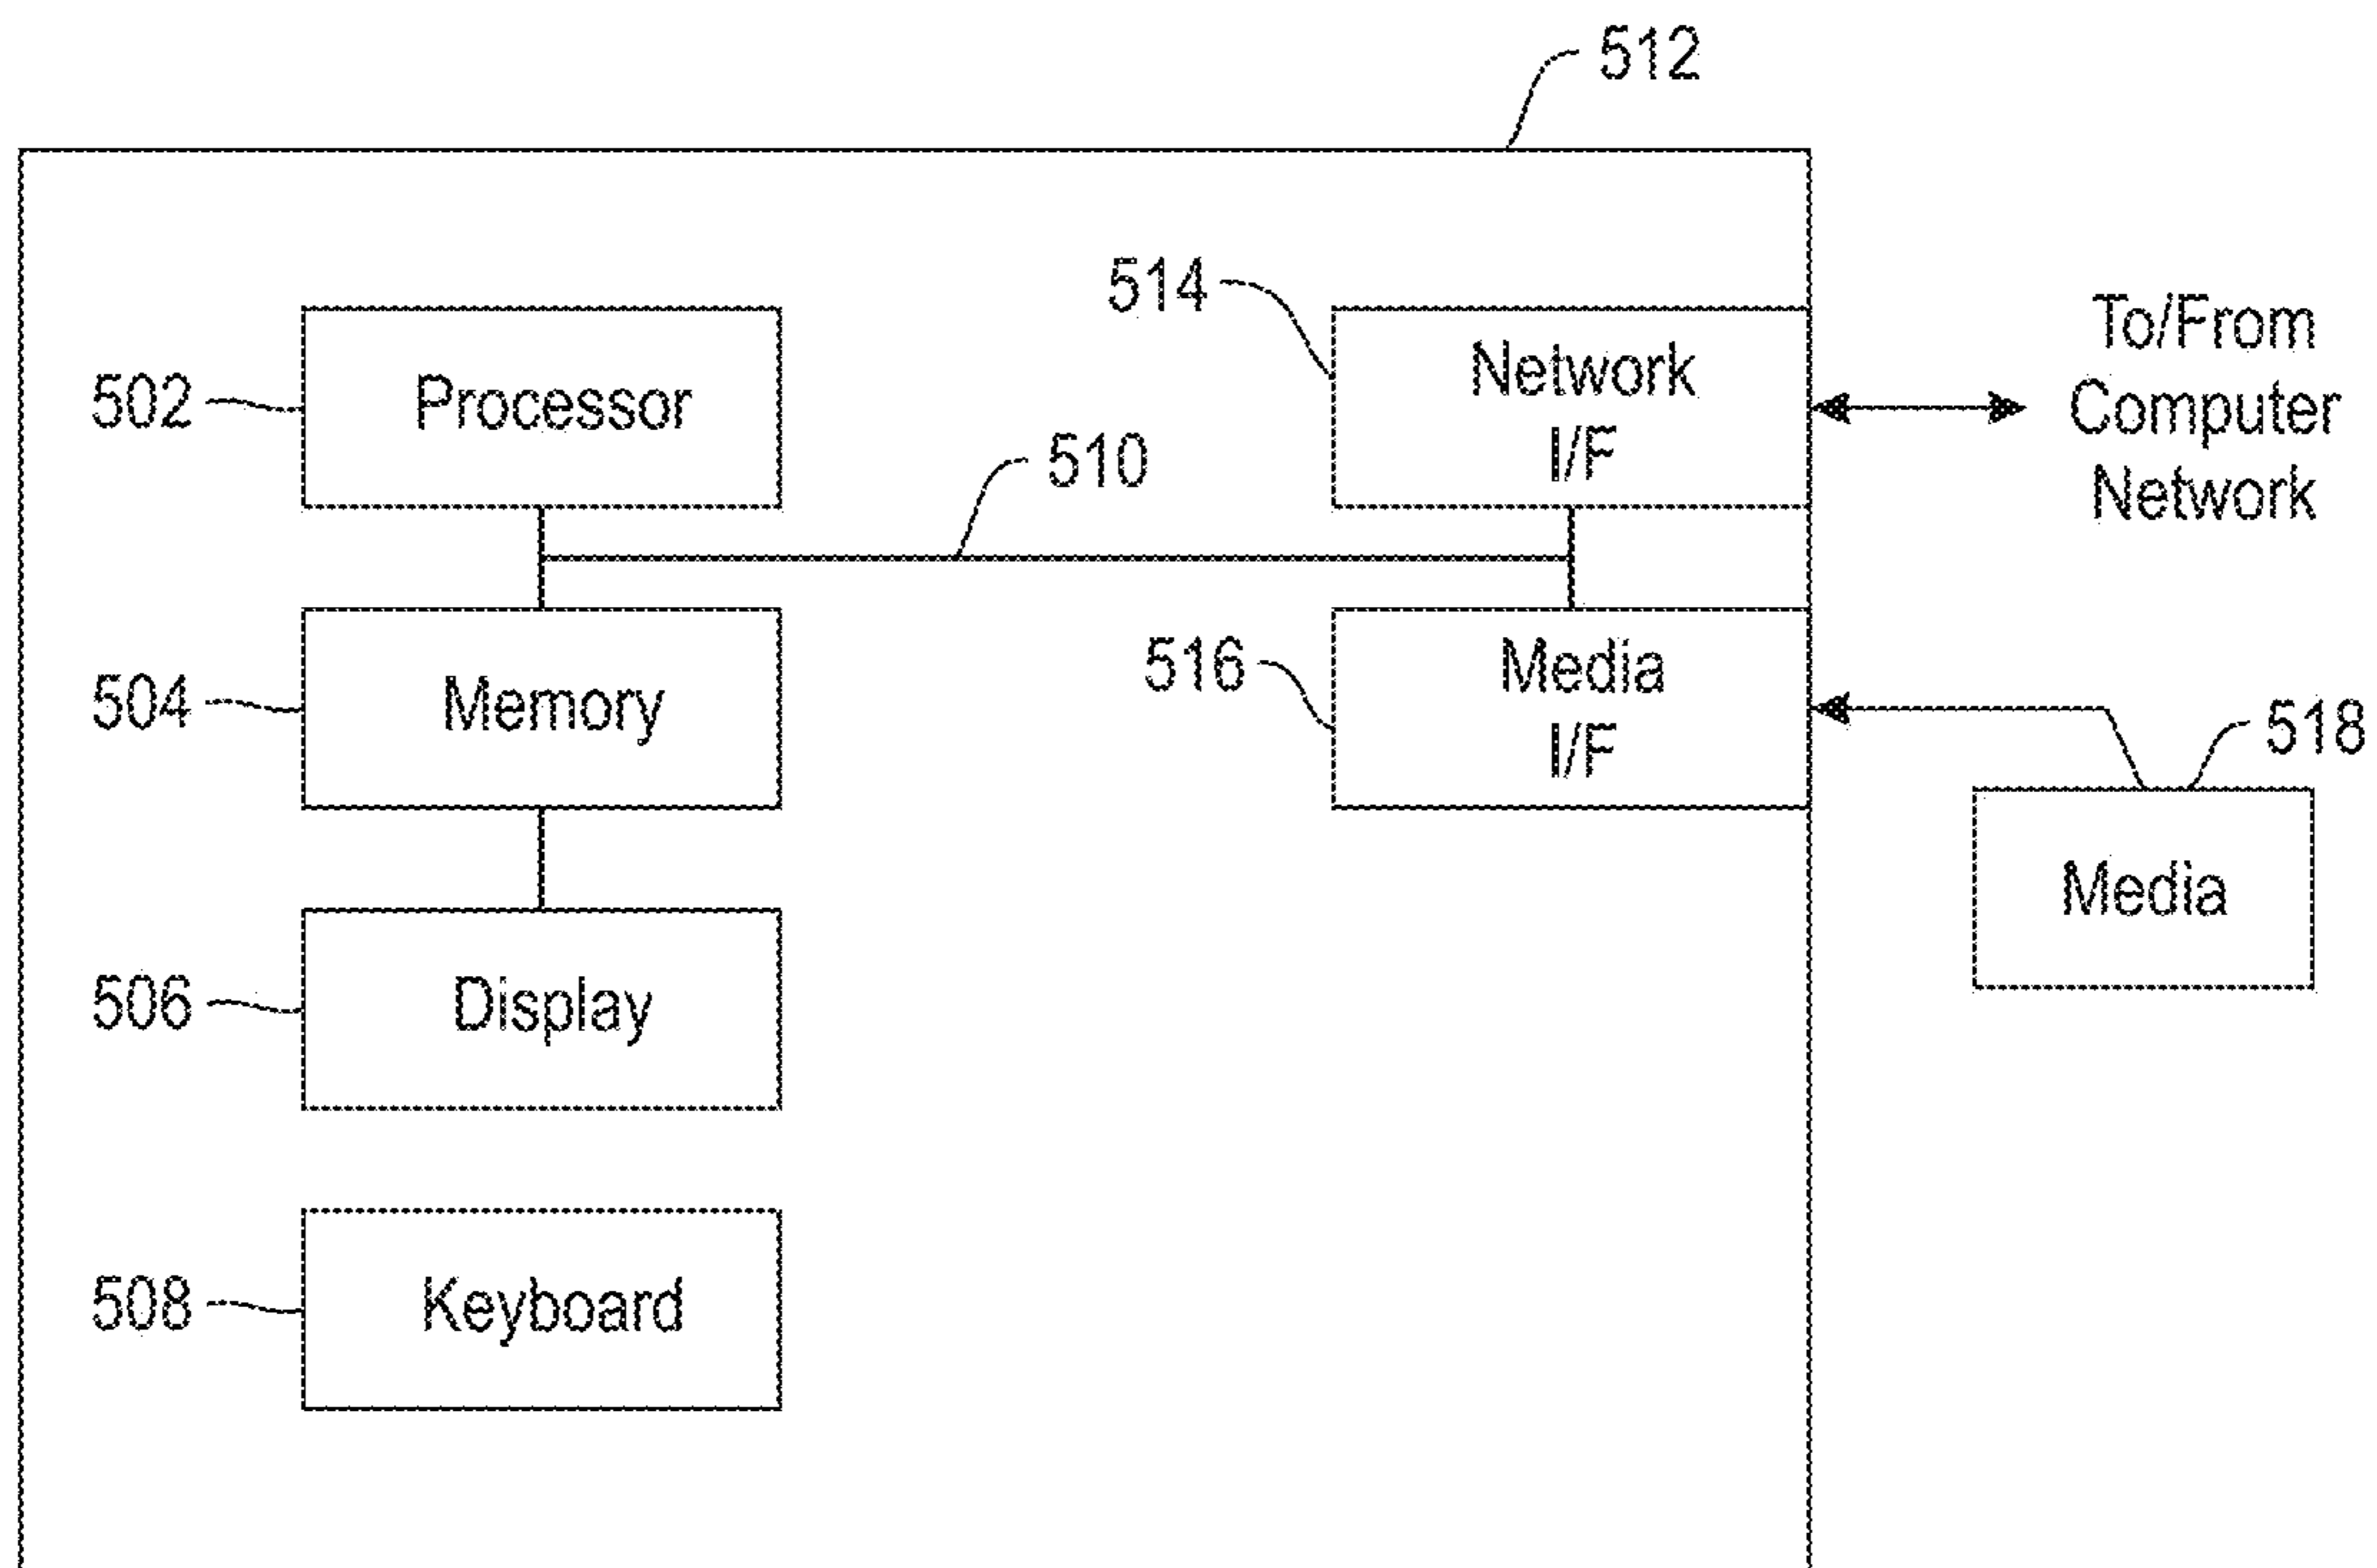 512
514
Network
I/F
To/From
Computer
Network
502
Processor
510
504
Memory
516
Media
I/F
518
Media
506
Display
508
Keyboard